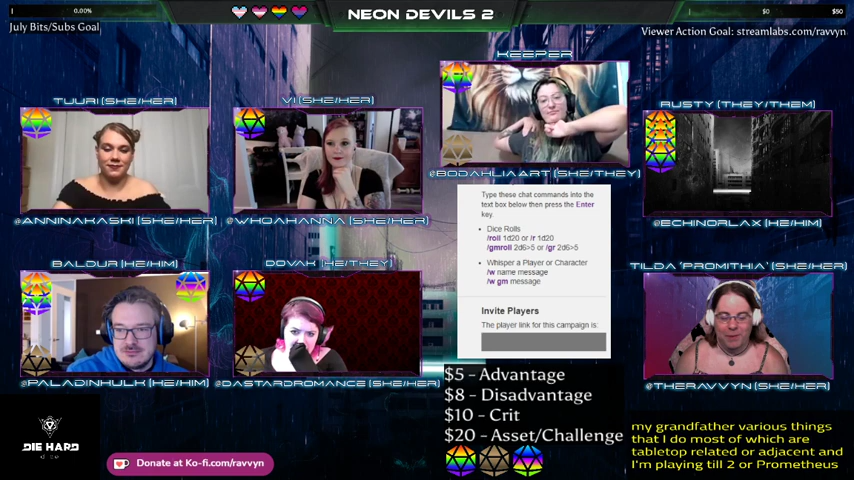 0.00%
NEON DEVILS 2
$0
$50
July Bits/Subs Goal
Viewer Action Goal: streamlabs.com/ravvyn
KEEPER
TUURI (SHE/HER)
VI (SHE/HER)
RUSTY (THEY/THEM)
@BODAHLIAART (SHE/THEY)
@ANNINAKASKI (SHE/HER)
@WHOAHANNA (SHE/HER)
@ECHINORLAX (HE/HIM)
Type these chat commands into the
text box below then press the Enter
key.
Dice Rolls
/roll 1d20 or /r 1d20
/gmroll 2d6>5 or /gr 2d6>5
Whisper a Player or Character
/w name message
/w gm message
Invite Players
The player link for this campaign is:
BALDUR (HE/HIM)
DOVAK (HE/THEY)
TILDA 'PROMITHIA' (SHE/HER)
@PALADINHULK (HE/HIM)
@DASTARDROMANCE (SHE/HER)
@THERAVVYN (SHE/HER)
$5 - Advantage
$8 - Disadvantage
$10 - Crit
$20 - Asset/Challenge
DIE HARD
Donate at Ko-fi.com/ravvyn
my grandfather various things
that I do most of which are
tabletop related or adjacent and
I'm playing till 2 or Prometheus